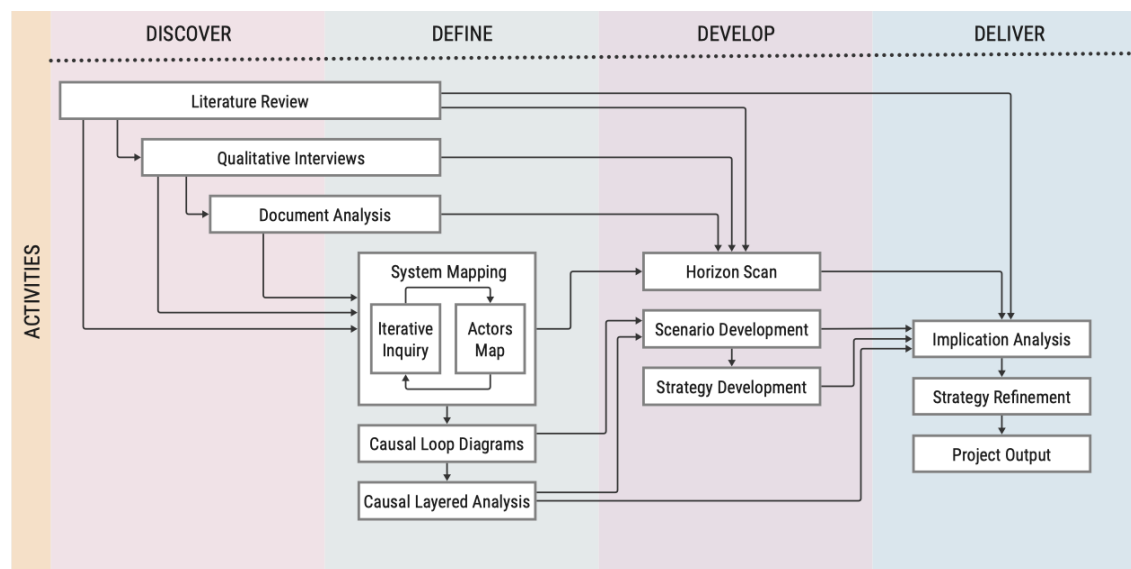 DISCOVER
DEFINE
DEVELOP
DELIVER
ACTIVITIES
Literature Review
Qualitative Interviews
Document Analysis
System Mapping
Iterative
Inquiry
Actors
Map
Causal Loop Diagrams
Causal Layered Analysis
Horizon Scan
Scenario Development
Strategy Development
Implication Analysis
Strategy Refinement
Project Output